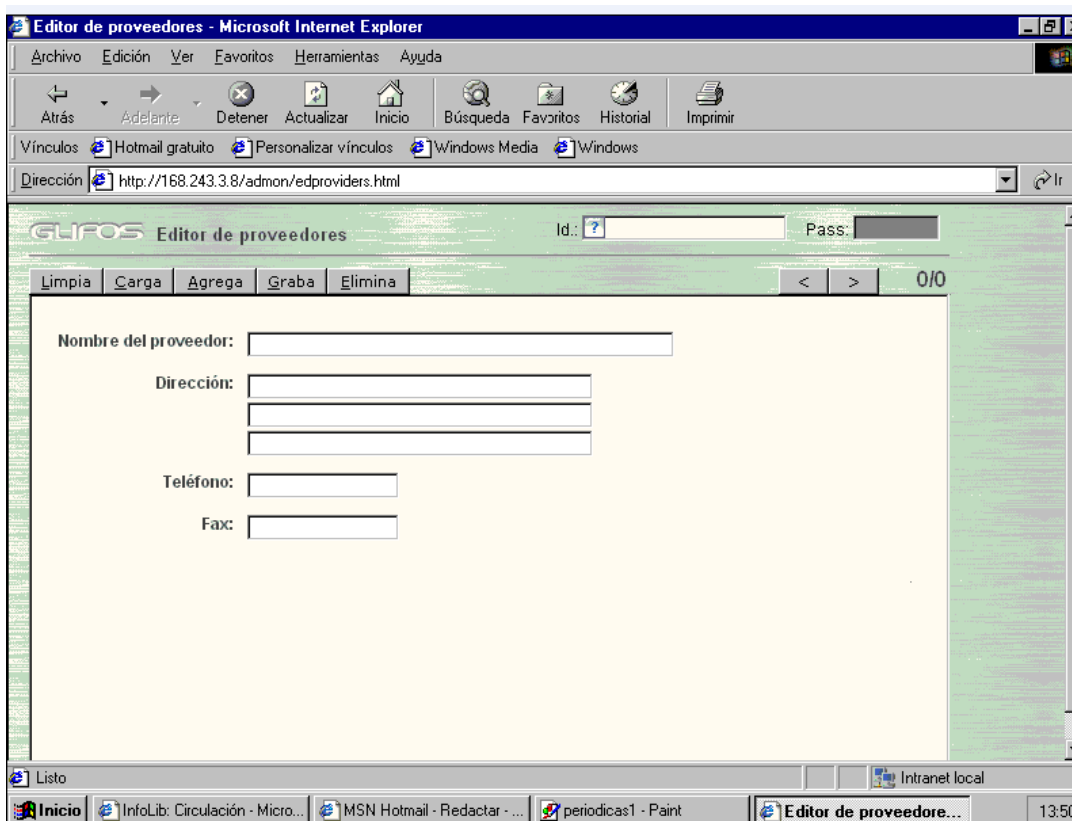 Editor de proveedores - Microsoft Internet Explorer
Archivo Edición Ver Favoritos Herramientas Ayuda
Atrás Adelante Detener Actualizar Inicio Búsqueda Favoritos Historial Imprimir
Vínculos Hotmail gratuito Personalizar vínculos Windows Media Windows
Dirección http://168.243.3.8/admon/edproviders.html Ir
GLIFOS Editor de proveedores Id.: ? Pass:
Limpia Carga Agrega Graba Elimina < > 0/0
Nombre del proveedor:
Dirección:
Teléfono:
Fax:
Listo Intranet local
Inicio InfoLib: Circulación - Micro... MSN Hotmail - Redactar - ... periodicas1 - Paint Editor de proveedore... 13:50